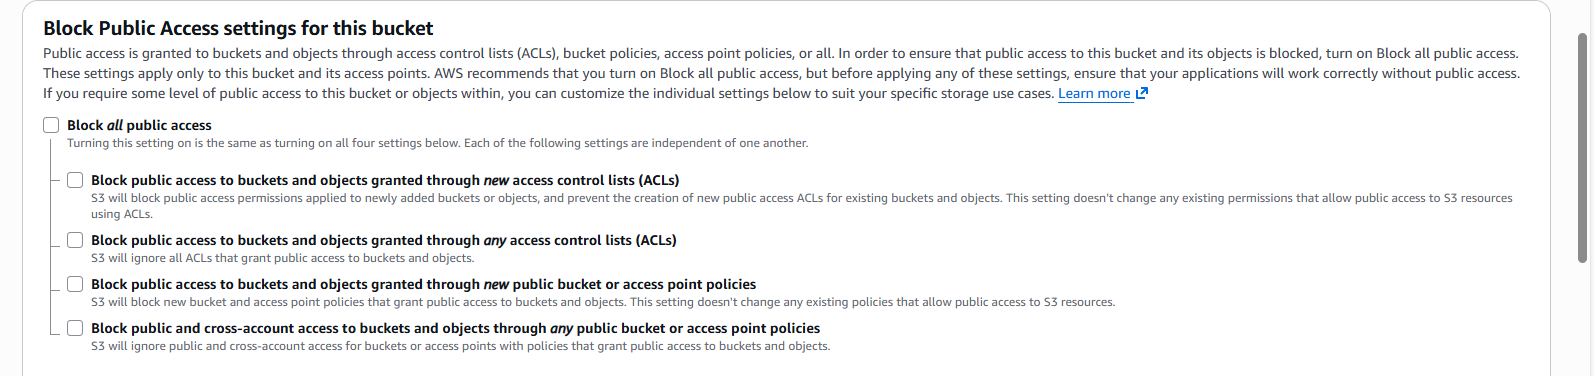 Block Public Access settings for this bucket
Public access is granted to buckets and objects through access control lists (ACLs), bucket policies, access point policies, or all. In order to ensure that public access to this bucket and its objects is blocked, turn on Block all public access.
These settings apply only to this bucket and its access points. AWS recommends that you turn on Block all public access, but before applying any of these settings, ensure that your applications will work correctly without public access.
If you require some level of public access to this bucket or objects within, you can customize the individual settings below to suit your specific storage use cases. Learn more
Block all public access
Turning this setting on is the same as turning on all four settings below. Each of the following settings are independent of one another.
Block public access to buckets and objects granted through new access control lists (ACLs)
S3 will block public access permissions applied to newly added buckets or objects, and prevent the creation of new public access ACLs for existing buckets and objects. This setting doesn't change any existing permissions that allow public access to S3 resources
using ACLs.
Block public access to buckets and objects granted through any access control lists (ACLs)
S3 will ignore all ACLs that grant public access to buckets and objects.
Block public access to buckets and objects granted through new public bucket or access point policies
S3 will block new bucket and access point policies that grant public access to buckets and objects. This setting doesn't change any existing policies that allow public access to S3 resources.
Block public and cross-account access to buckets and objects through any public bucket or access point policies
S3 will ignore public and cross-account access for buckets or access points with policies that grant public access to buckets and objects.